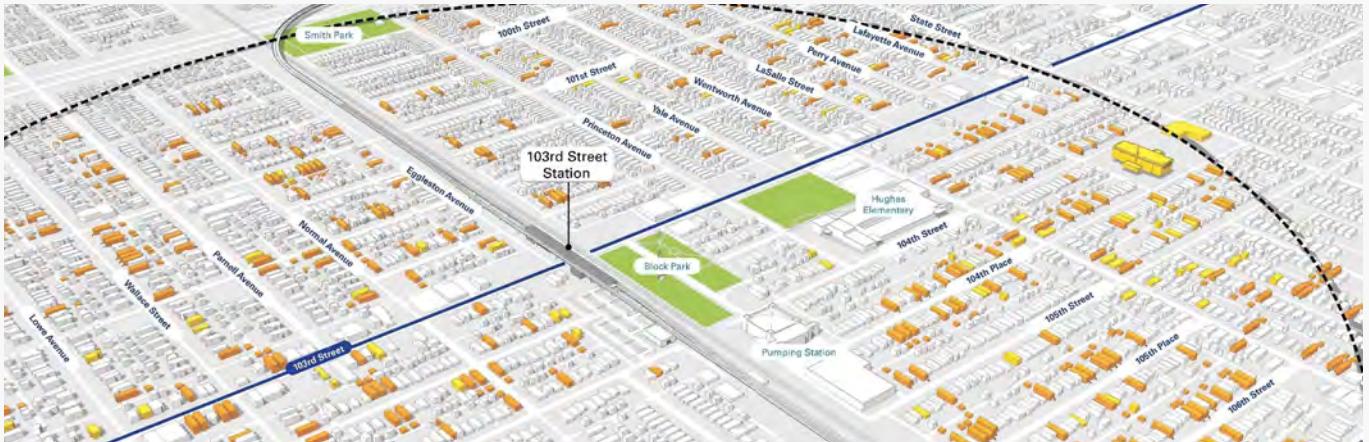 Smith Park
100th Street
State Street
Lafayette Avenue
Perry Avenue
LaSalle Street
101st Street
Wentworth Avenue
Yale Avenue
Princeton Avenue
103rd Street
Station
Eggleston Avenue
Hughes
Elementary
104th Street
Normal Avenue
Block Park
104th Place
Parnell Avenue
Wallace Street
105th Street
Lowe Avenue
103rd Street
Pumping Station
105th Place
106th Street